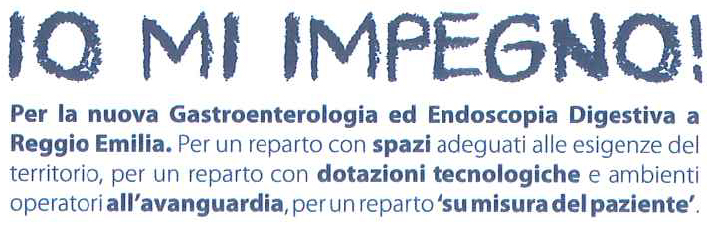 IO MI IMPEGNO!
Per la nuova Gastroenterologia ed Endoscopia Digestiva a
Reggio Emilia. Per un reparto con spazi adeguati alle esigenze del
territorio, per un reparto con dotazioni tecnologiche e ambienti
operatori all'avanguardia, per un reparto 'su misura del paziente'.